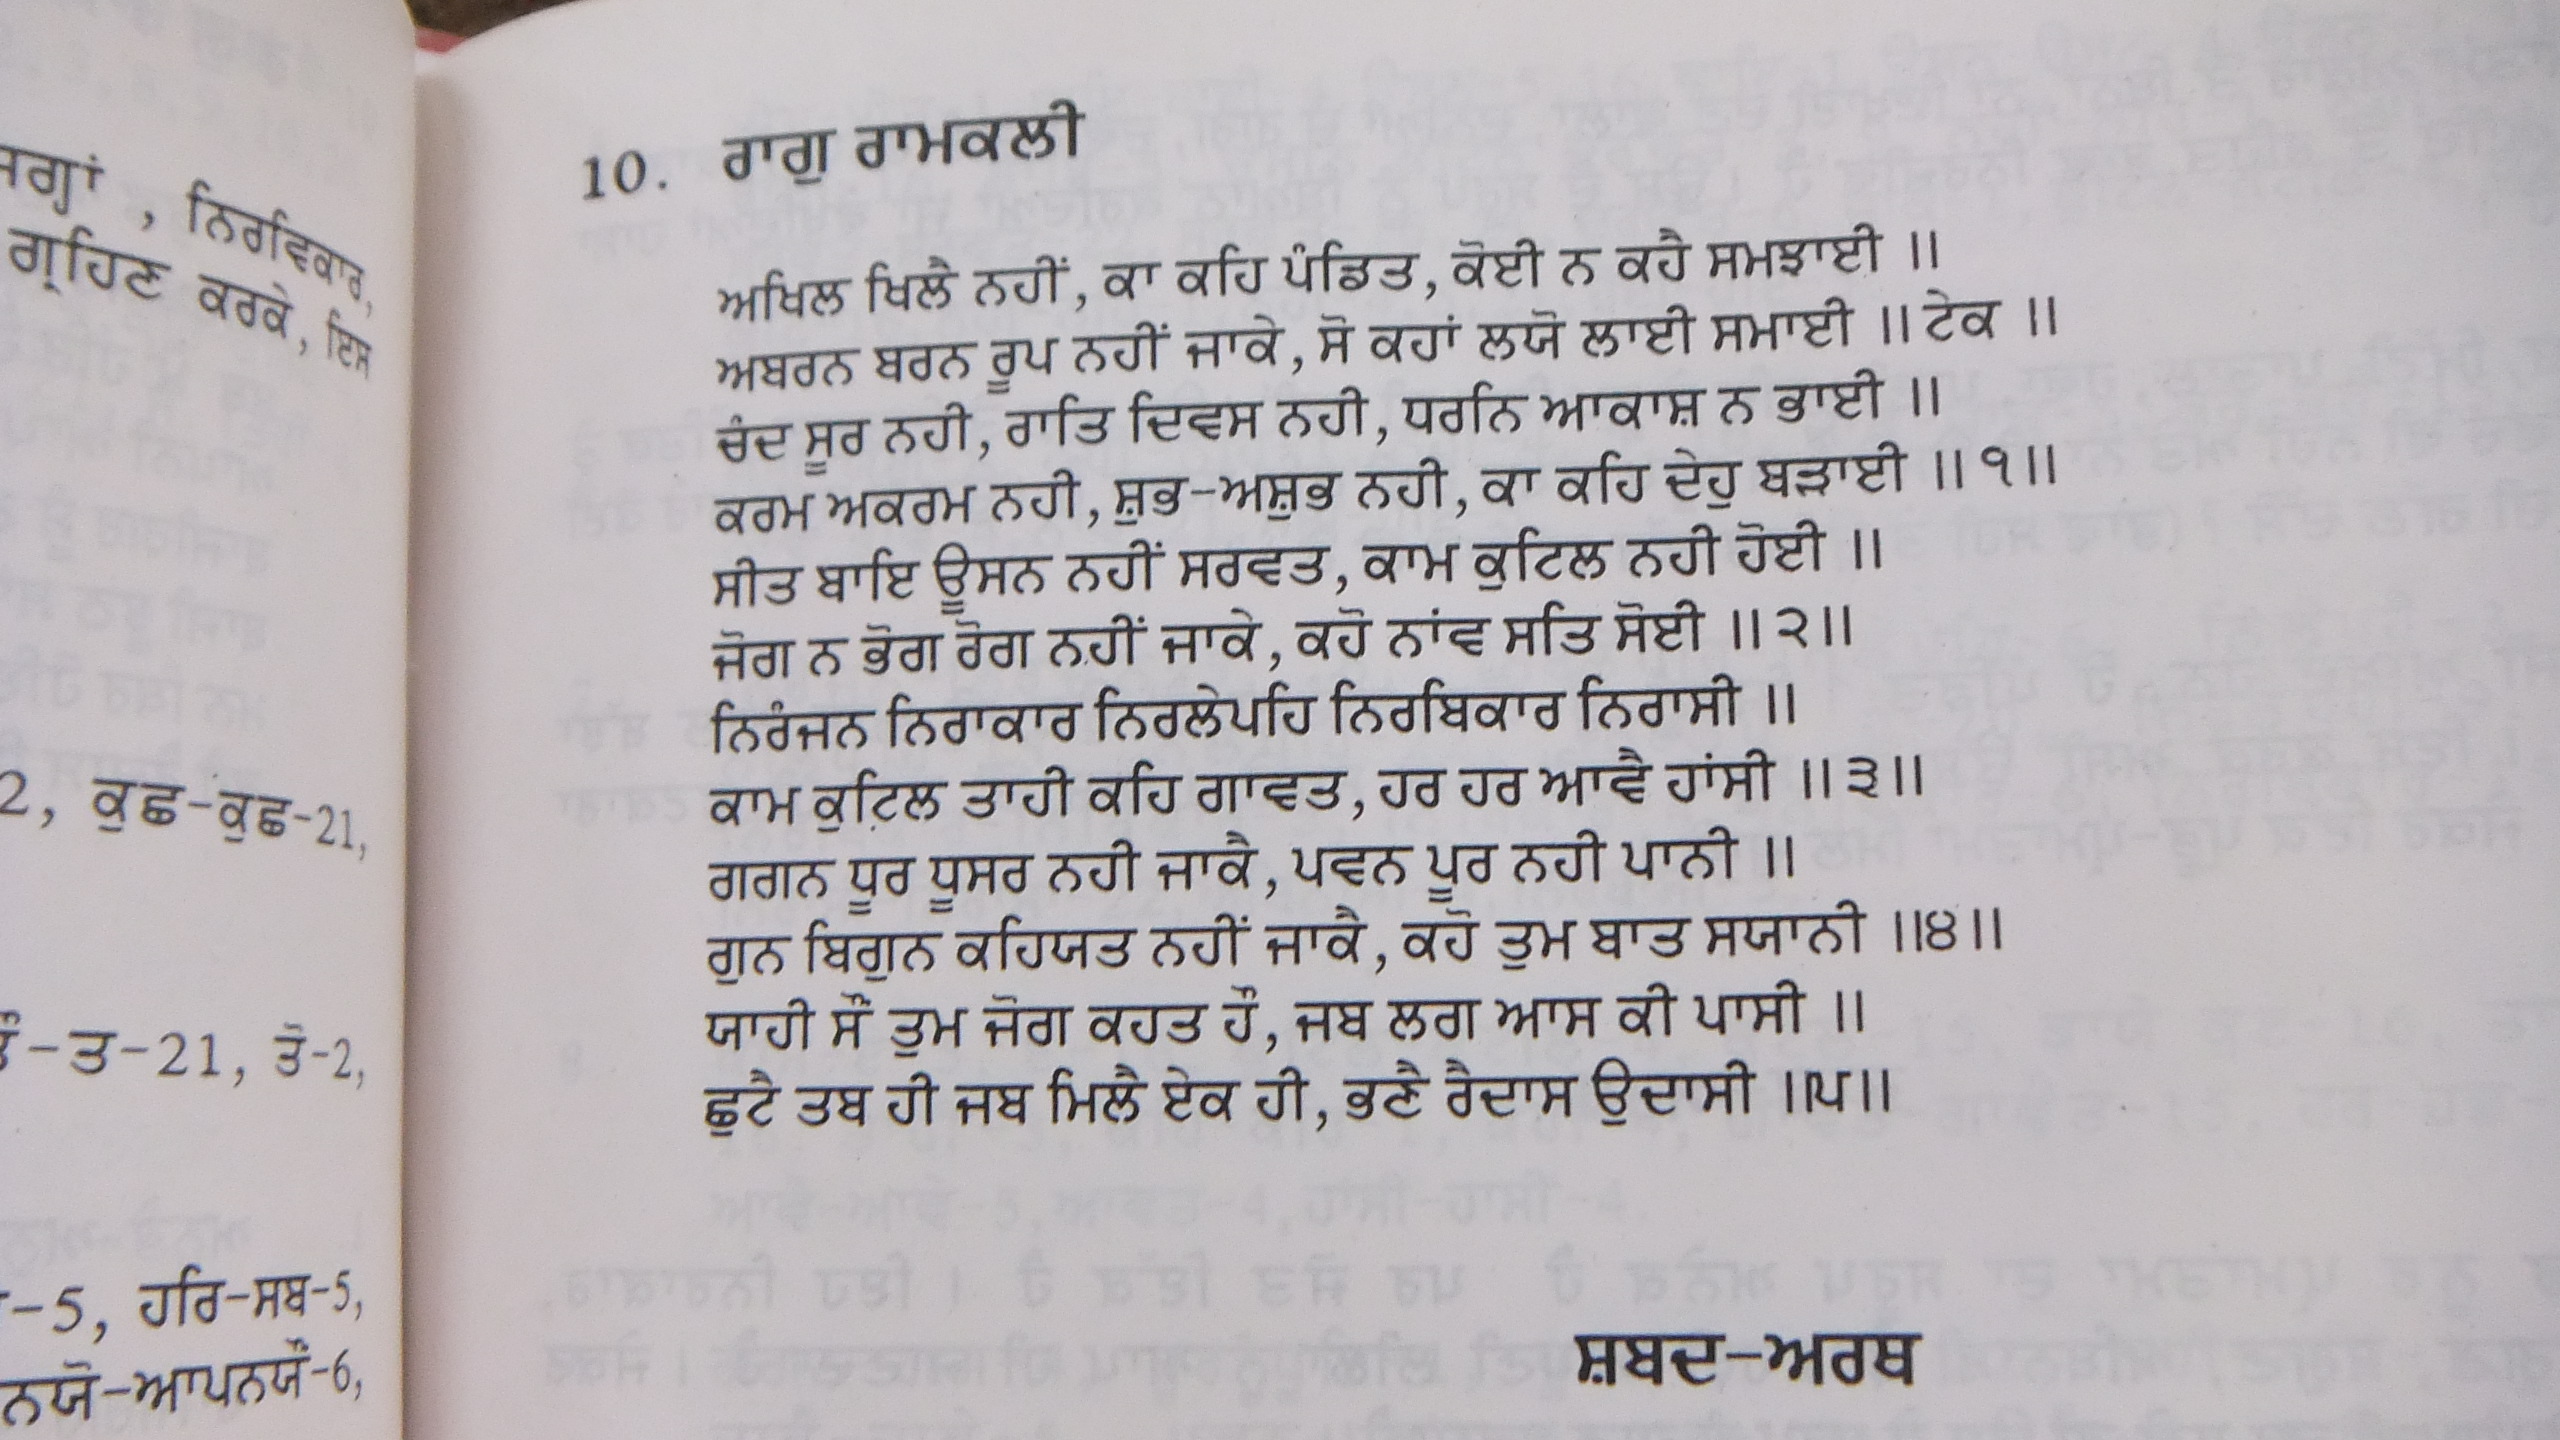 , ਨਿਰਵਿਕਾਰ,
ਗ੍ਰਹਿਣ ਕਰਕੇ, ਇਸ
2, ਕੁਛ-ਕੁਛ-21,
-ਤ-21, ਤੋ-2,
-5, ਹਰਿ-ਸਬ-5,
ਨਯੋ-ਆਪਨਯੌ-6,
10. ਰਾਗੁ ਰਾਮਕਲੀ
ਅਖਿਲ ਖਿਲੈ ਨਹੀਂ, ਕਾ ਕਹਿ ਪੰਡਿਤ, ਕੋਈ ਨ ਕਹੈ ਸਮਝਾਈ ॥
ਅਬਰਨ ਬਰਨ ਰੂਪ ਨਹੀਂ ਜਾਕੇ, ਸੋ ਕਹਾਂ ਲਯੋ ਲਾਈ ਸਮਾਈ ॥ ਟੇਕ ॥
ਚੰਦ ਸੂਰ ਨਹੀ, ਰਾਤਿ ਦਿਵਸ ਨਹੀ, ਧਰਨਿ ਆਕਾਸ਼ ਨ ਭਾਈ ॥
ਕਰਮ ਅਕਰਮ ਨਹੀ, ਸ਼ੁਭ-ਅਸ਼ੁਭ ਨਹੀ, ਕਾ ਕਹਿ ਦੇਹੁ ਬੜਾਈ ॥੧॥
ਸੀਤ ਬਾਇ ਊਸਨ ਨਹੀਂ ਸਰਵਤ, ਕਾਮ ਕੁਟਿਲ ਨਹੀ ਹੋਈ ॥
ਜੋਗ ਨ ਭੋਗ ਰੋਗ ਨਹੀਂ ਜਾਕੇ, ਕਹੋ ਨਾਂਵ ਸਤਿ ਸੋਈ ॥੨॥
ਨਿਰੰਜਨ ਨਿਰਾਕਾਰ ਨਿਰਲੇਪਹਿ ਨਿਰਬਿਕਾਰ ਨਿਰਾਸੀ ॥
ਕਾਮ ਕੁਟਿਲ ਤਾਹੀ ਕਹਿ ਗਾਵਤ, ਹਰ ਹਰ ਆਵੈ ਹਾਂਸੀ ॥੩॥
ਗਗਨ ਧੂਰ ਧੂਸਰ ਨਹੀ ਜਾਕੈ, ਪਵਨ ਪੂਰ ਨਹੀ ਪਾਨੀ ॥
ਗੁਨ ਬਿਗੁਨ ਕਹਿਯਤ ਨਹੀਂ ਜਾਕੈ, ਕਹੋ ਤੁਮ ਬਾਤ ਸਯਾਨੀ ॥੪॥
ਯਾਹੀ ਸੌਂ ਤੁਮ ਜੋਗ ਕਹਤ ਹੌ, ਜਬ ਲਗ ਆਸ ਕੀ ਪਾਸੀ ॥
ਛੁਟੈ ਤਬ ਹੀ ਜਬ ਮਿਲੈ ਏਕ ਹੀ, ਭਣੈ ਰੈਦਾਸ ਉਦਾਸੀ ॥੫॥
ਸ਼ਬਦ-ਅਰਥ